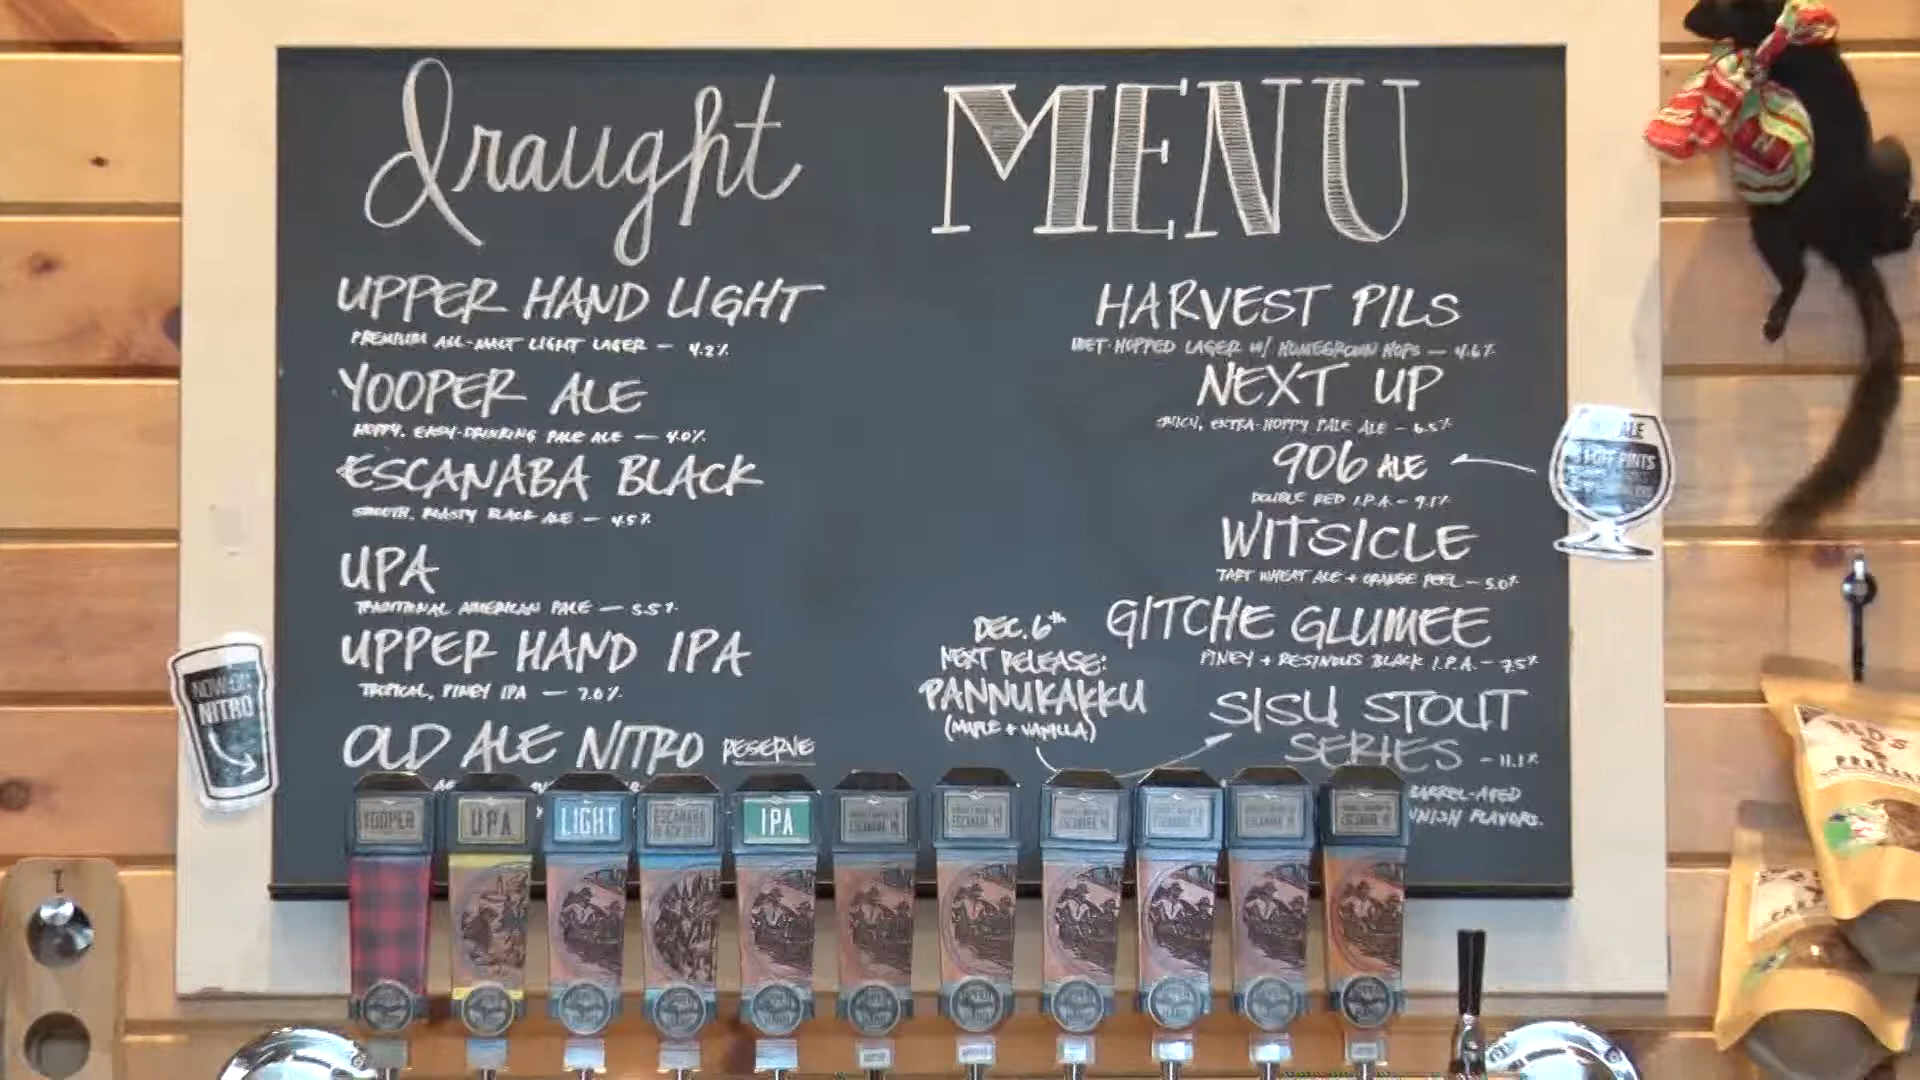 draught MENU
UPPER HAND LIGHT
PREMIUM ALL-MALT LIGHT LAGER — 4.2%
YOOPER ALE
HOPPY, EASY-DRINKING PALE ALE — 4.0%
ESCANABA BLACK
SMOOTH, ROASTY BLACK ALE — 4.5%
UPA
TRADITIONAL AMERICAN PALE — 5.5%
UPPER HAND IPA
TROPICAL, PINEY IPA — 7.0%
OLD ALE NITRO RESERVE
HARVEST PILS
WET-HOPPED LAGER W/ HOMEGROWN HOPS — 4.6%
NEXT UP
JUICY, EXTRA-HOPPY PALE ALE — 6.5%
906 ALE
DOUBLE RED I.P.A. — 9.1%
WITSICLE
TART WHEAT ALE + ORANGE PEEL — 5.0%
GITCHE GLUMEE
PINEY + RESINOUS BLACK I.P.A. — 7.5%
SISU STOUT
SERIES — 11.1%
BARREL-AGED
FLAVORS.
DEC. 6th
NEXT RELEASE:
PANNUKAKKU
(MAPLE + VANILLA)
NOW ON
NITRO
ALE
OFF PINTS
YOOPER
UPA
LIGHT
ESCANABA
BLACK
IPA